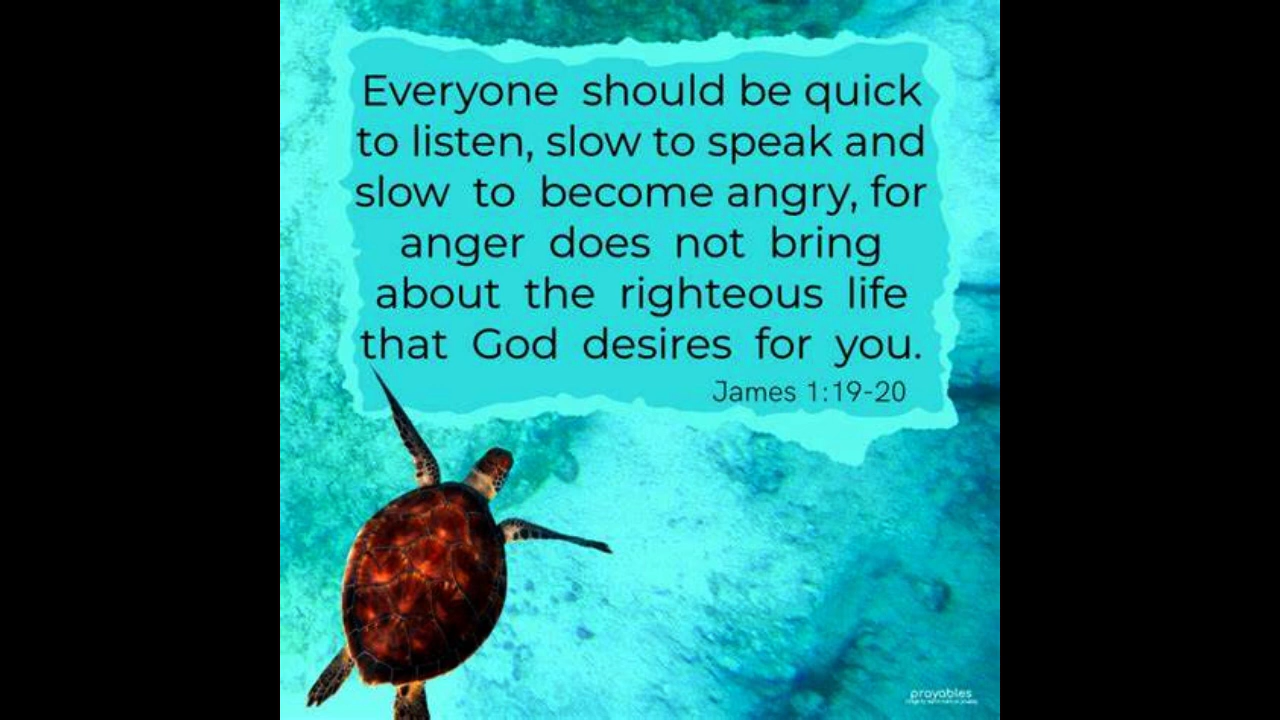 Everyone should be quick
to listen, slow to speak and
slow to become angry, for
anger does not bring
about the righteous life
that God desires for you.
James 1:19-20
prayables